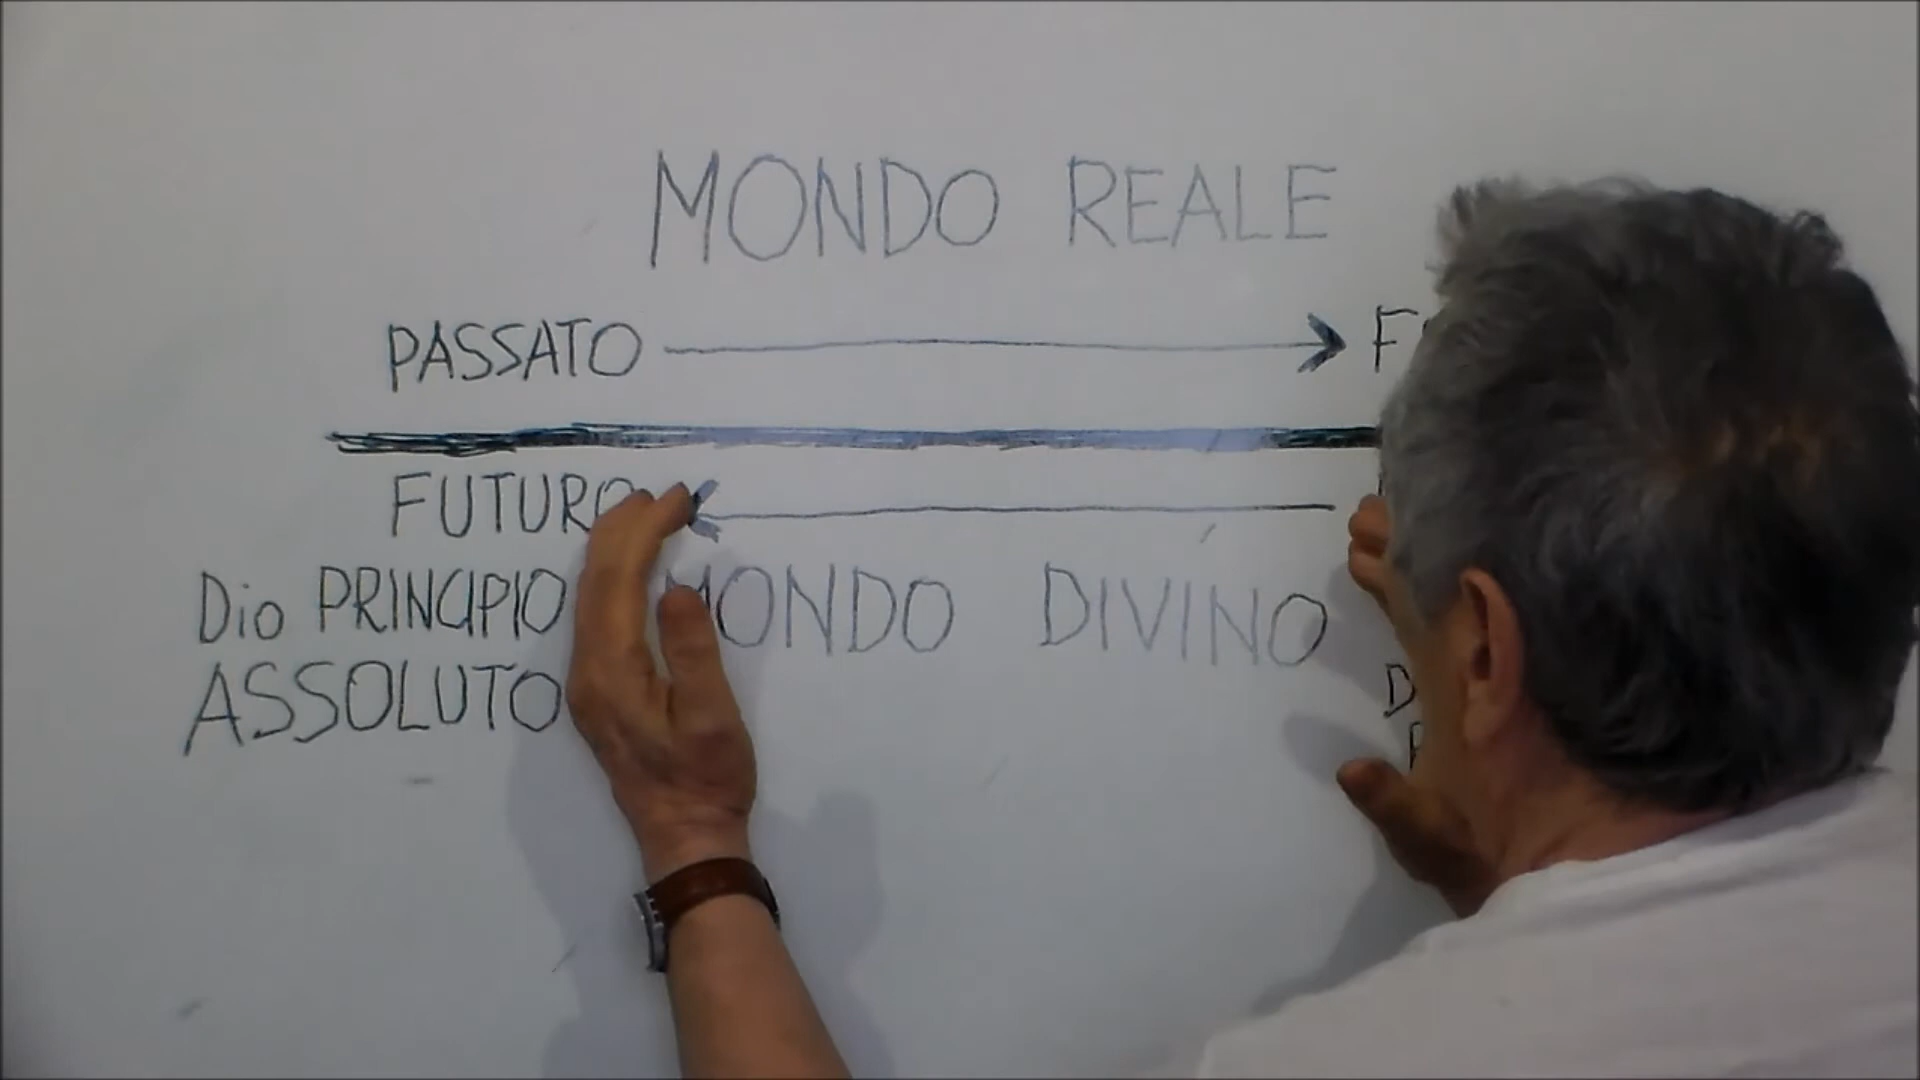 MONDO REALE
PASSATO
FUTURO
Dio PRINCIPIO MONDO DIVINO
ASSOLUTO